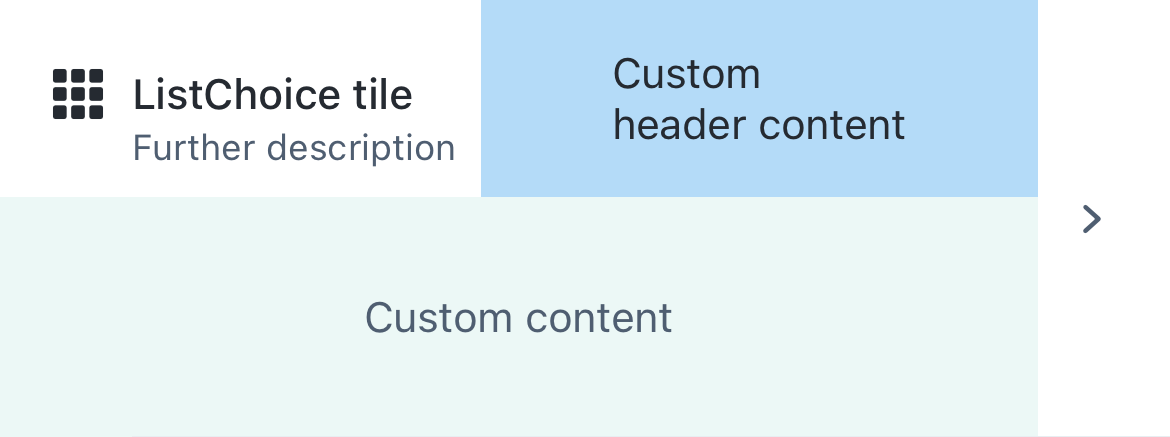 ListChoice tile
Further description
Custom
header content
Custom content